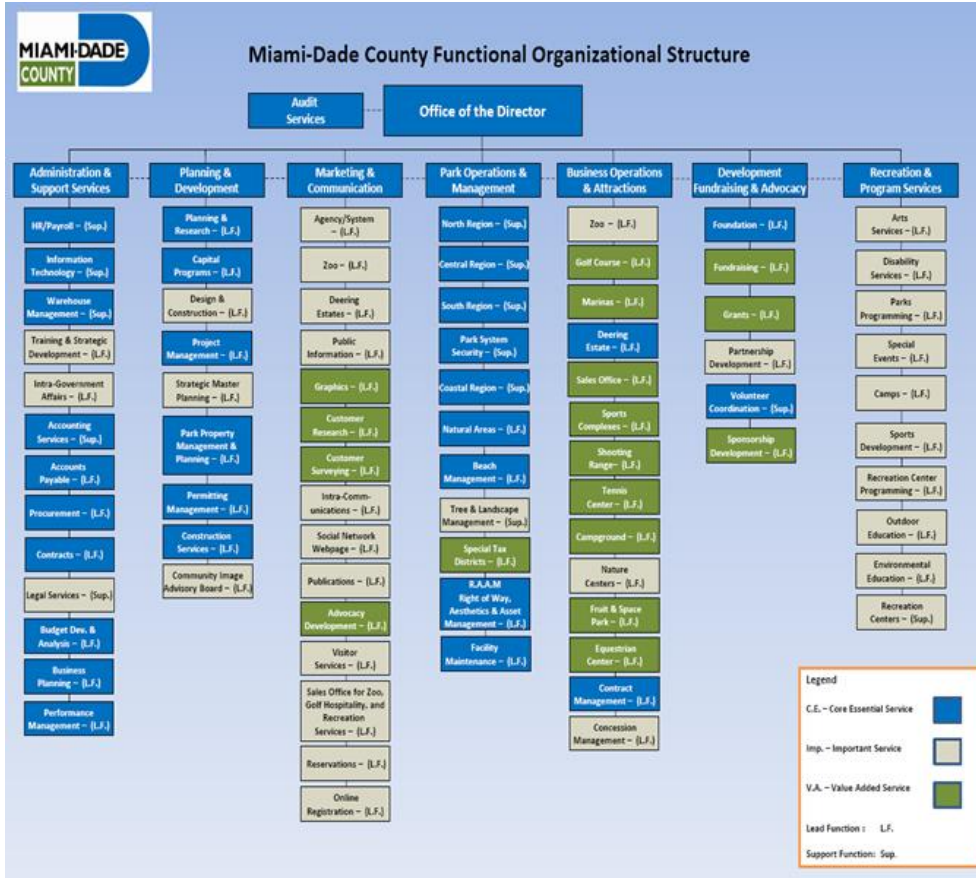 MIAMI-DADE
COUNTY
Miami-Dade County Functional Organizational Structure
Audit
Services
Office of the Director
Administration &
Support Services
HR/Payroll – (Sup.)
Information
Technology – (Sup.)
Warehouse
Management – (Sup.)
Training & Strategic
Development – (L.F.)
Intra-Government
Affairs – (L.F.)
Accounting
Services – (Sup.)
Accounts
Payable – (L.F.)
Procurement – (L.F.)
Contracts – (L.F.)
Legal Services – (Sup.)
Budget Dev. &
Analysis – (L.F.)
Business
Planning – (L.F.)
Performance
Management – (L.F.)
Planning &
Development
Planning &
Research – (L.F.)
Capital
Programs – (L.F.)
Design &
Construction – (L.F.)
Project
Management – (L.F.)
Strategic Master
Planning – (L.F.)
Park Property
Management &
Planning – (L.F.)
Permitting
Management – (L.F.)
Construction
Services – (L.F.)
Community Image
Advisory Board – (L.F.)
Marketing &
Communication
Agency/System
– (L.F.)
Zoo – (L.F.)
Deering
Estates – (L.F.)
Public
Information – (L.F.)
Graphics – (L.F.)
Customer
Research – (L.F.)
Customer
Surveying – (L.F.)
Intra-Comm-
unications – (L.F.)
Social Network
Webpage – (L.F.)
Publications – (L.F.)
Advocacy
Development – (L.F.)
Visitor
Services – (L.F.)
Sales Office for Zoo,
Golf Hospitality, and
Recreation
Services – (L.F.)
Reservations – (L.F.)
Online
Registration – (L.F.)
Park Operations &
Management
North Region – (Sup.)
Central Region – (Sup.)
South Region – (Sup.)
Park System
Security – (Sup.)
Coastal Region – (Sup.)
Natural Areas – (L.F.)
Beach
Management – (L.F.)
Tree & Landscape
Management – (Sup.)
Special Tax
Districts – (L.F.)
R.A.A.M
Right of Way,
Aesthetics & Asset
Management – (L.F.)
Facility
Maintenance – (L.F.)
Business Operations
& Attractions
Zoo – (L.F.)
Golf Course – (L.F.)
Marinas – (L.F.)
Deering
Estate – (L.F.)
Sales Office – (L.F.)
Sports
Complexes – (L.F.)
Shooting
Range– (L.F.)
Tennis
Center – (L.F.)
Campground – (L.F.)
Nature
Centers – (L.F.)
Fruit & Space
Park – (L.F.)
Equestrian
Center – (L.F.)
Contract
Management – (L.F.)
Concession
Management – (L.F.)
Development
Fundraising & Advocacy
Foundation – (L.F.)
Fundraising – (L.F.)
Grants – (L.F.)
Partnership
Development – (L.F.)
Volunteer
Coordination – (Sup.)
Sponsorship
Development – (L.F.)
Recreation &
Program Services
Arts
Services – (L.F.)
Disability
Services – (L.F.)
Parks
Programming – (L.F.)
Special
Events – (L.F.)
Camps – (L.F.)
Sports
Development – (L.F.)
Recreation Center
Programming – (L.F.)
Outdoor
Education – (L.F.)
Environmental
Education – (L.F.)
Recreation
Centers – (Sup.)
Legend
C.E. – Core Essential Service
Imp. – Important Service
V.A. – Value Added Service
Lead Function : L.F.
Support Function: Sup.